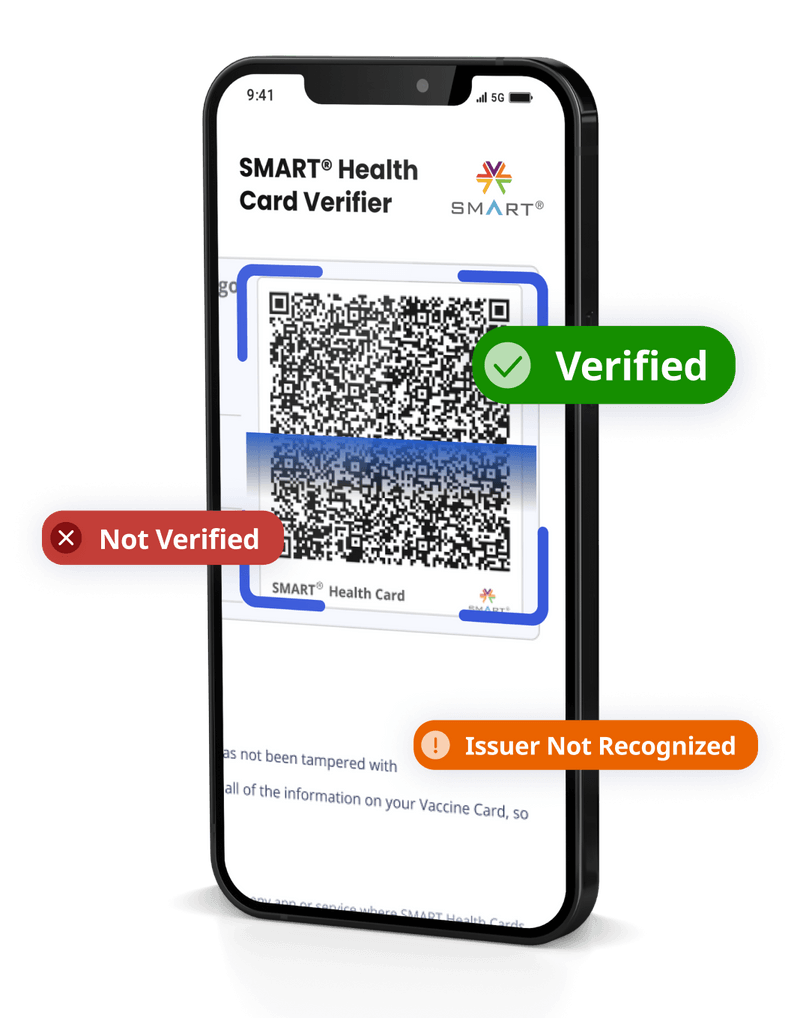 9:41
5G
SMART® Health
Card Verifier
SMART®
go
Verified
Not Verified
SMART® Health Card
SMART®
Issuer Not Recognized
as not been tampered with
all of the information on your Vaccine Card, so
any app or service where SMART Health Cards